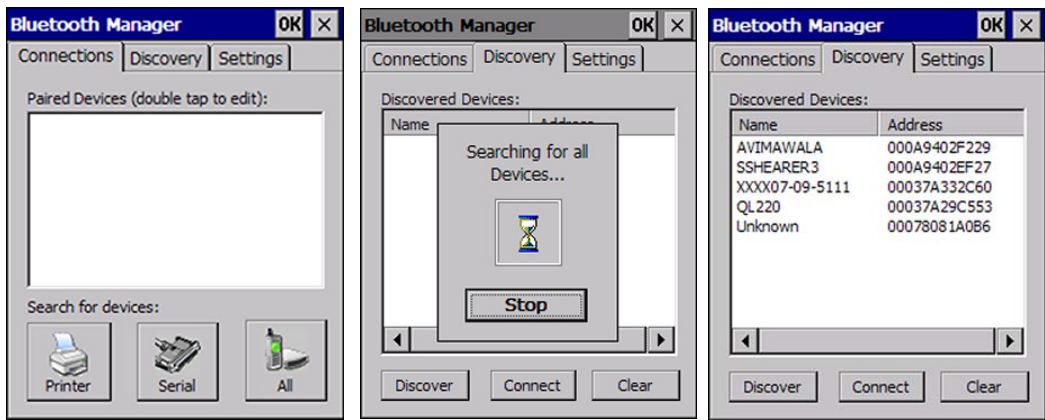 Bluetooth Manager OK
Connections Discovery Settings
Paired Devices (double tap to edit):
Search for devices:
Printer Serial All
Bluetooth Manager OK
Connections Discovery Settings
Discovered Devices:
Name Address
Searching for all
Devices...
Stop
Discover Connect Clear
Bluetooth Manager OK
Connections Discovery Settings
Discovered Devices:
Name Address
AVIMAWALA 000A9402F229
SSHEARER3 000A9402EF27
XXXX07-09-5111 00037A332C60
QL220 00037A29C553
Unknown 00078081A0B6
Discover Connect Clear